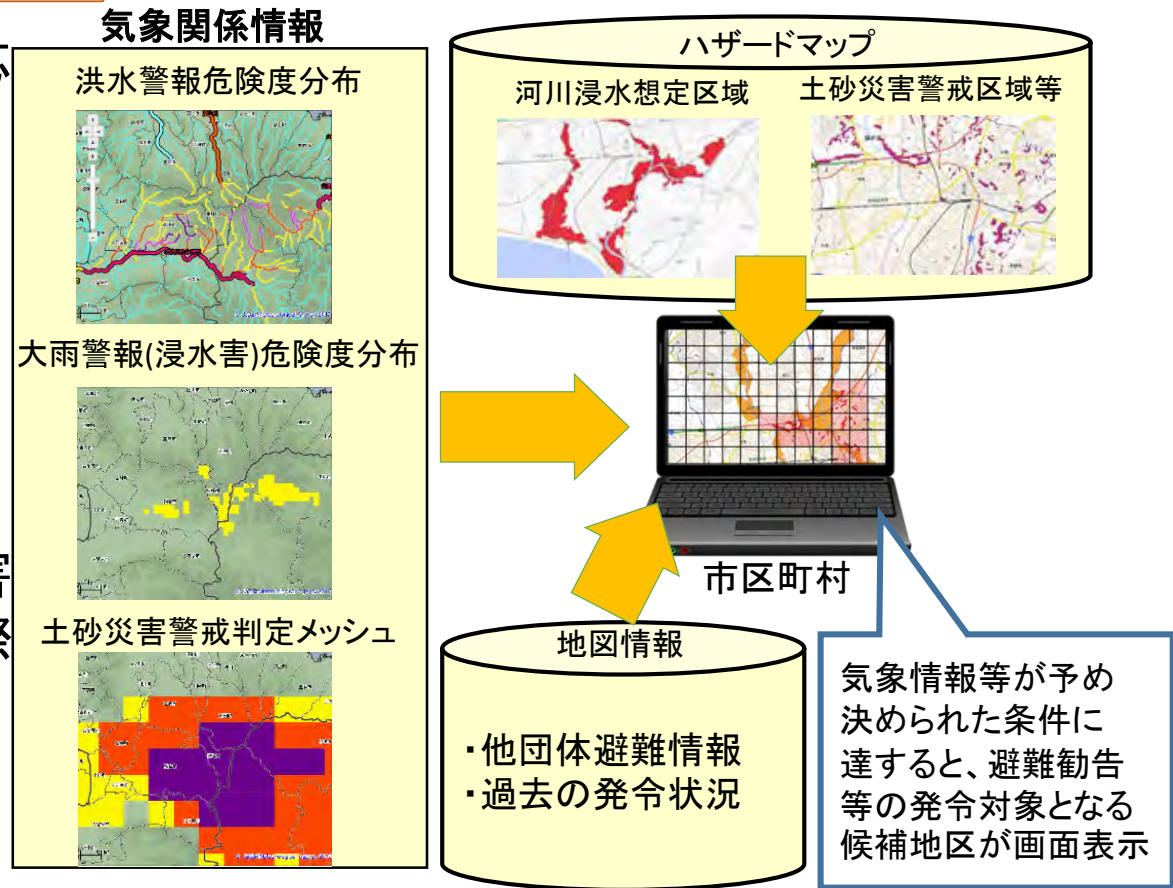 気象関係情報
洪水警報危険度分布
大雨警報(浸水害)危険度分布
土砂災害警戒判定メッシュ
ハザードマップ
河川浸水想定区域
土砂災害警戒区域等
市区町村
地図情報
・他団体避難情報
・過去の発令状況
気象情報等が予め
決められた条件に
達すると、避難勧告
等の発令対象となる
候補地区が画面表示